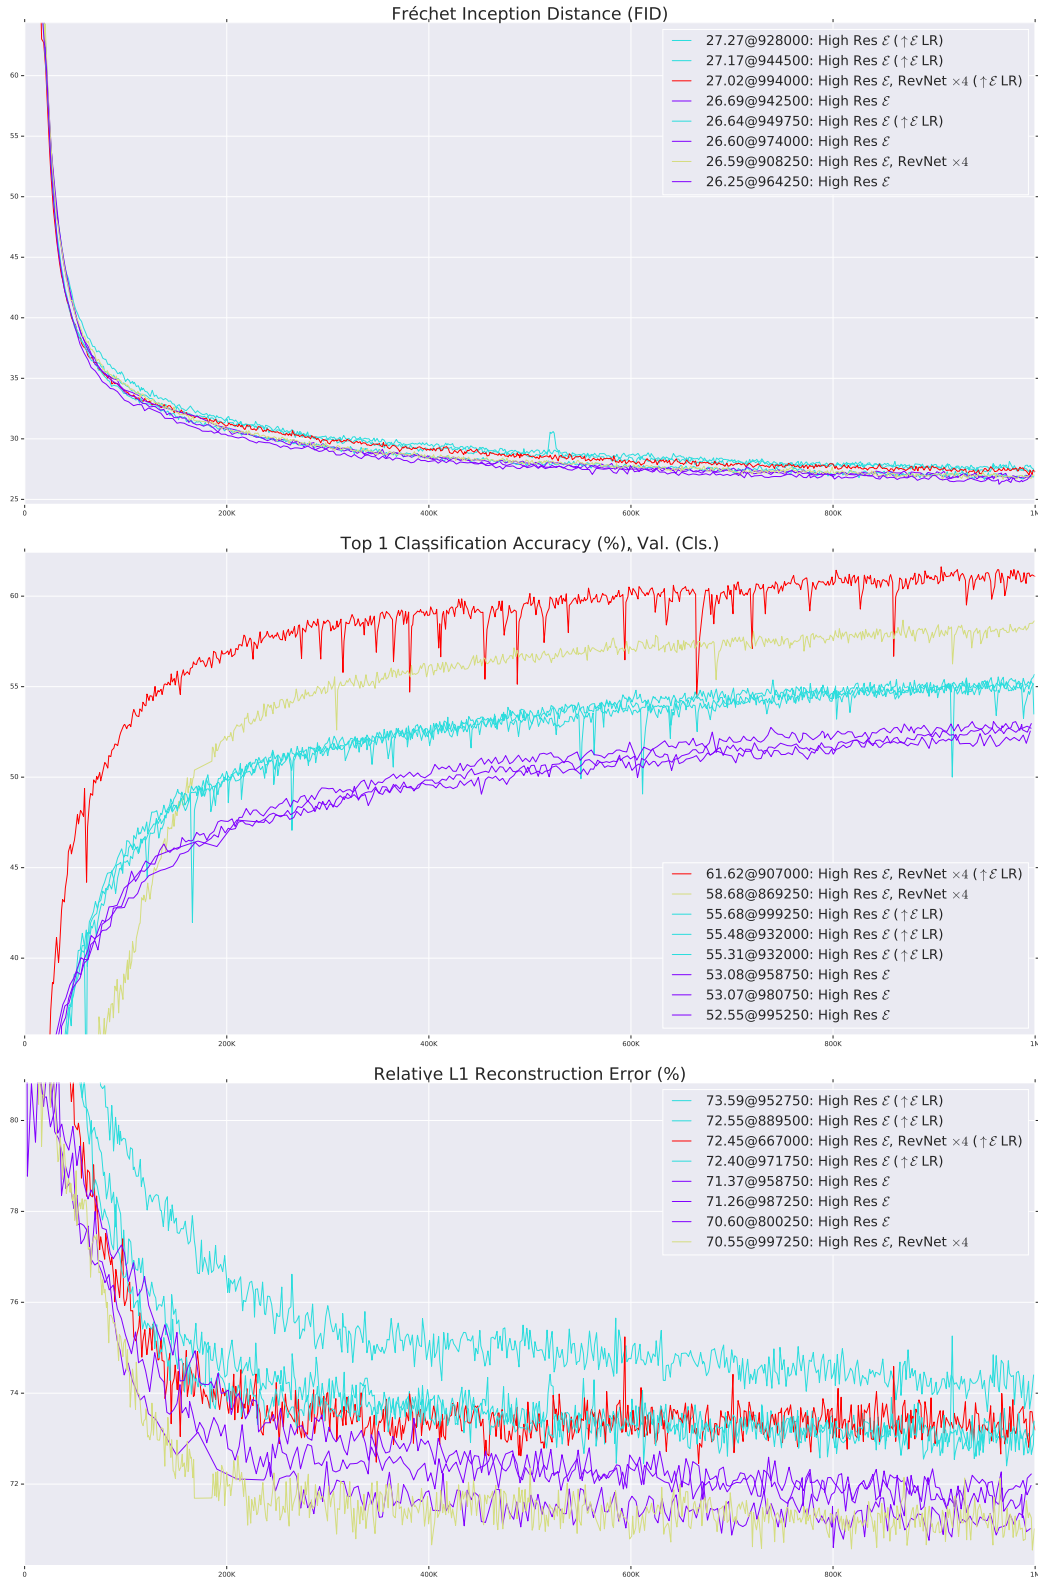 Fréchet Inception Distance (FID)
27.27@928000: High Res ℰ (↑ℰ LR)
27.17@944500: High Res ℰ (↑ℰ LR)
27.02@994000: High Res ℰ, RevNet ×4 (↑ℰ LR)
26.69@942500: High Res ℰ
26.64@949750: High Res ℰ (↑ℰ LR)
26.60@974000: High Res ℰ
26.59@908250: High Res ℰ, RevNet ×4
26.25@964250: High Res ℰ
60
55
50
45
40
35
30
25
0 200K 400K 600K 800K 1M
Top 1 Classification Accuracy (%), Val. (Cls.)
60
55
50
45
40
61.62@907000: High Res ℰ, RevNet ×4 (↑ℰ LR)
58.68@869250: High Res ℰ, RevNet ×4
55.68@999250: High Res ℰ (↑ℰ LR)
55.48@932000: High Res ℰ (↑ℰ LR)
55.31@932000: High Res ℰ (↑ℰ LR)
53.08@958750: High Res ℰ
53.07@980750: High Res ℰ
52.55@995250: High Res ℰ
0 200K 400K 600K 800K 1M
Relative L1 Reconstruction Error (%)
73.59@952750: High Res ℰ (↑ℰ LR)
72.55@889500: High Res ℰ (↑ℰ LR)
72.45@667000: High Res ℰ, RevNet ×4 (↑ℰ LR)
72.40@971750: High Res ℰ (↑ℰ LR)
71.37@958750: High Res ℰ
71.26@987250: High Res ℰ
70.60@800250: High Res ℰ
70.55@997250: High Res ℰ, RevNet ×4
80
78
76
74
72
0 200K 400K 600K 800K 1M